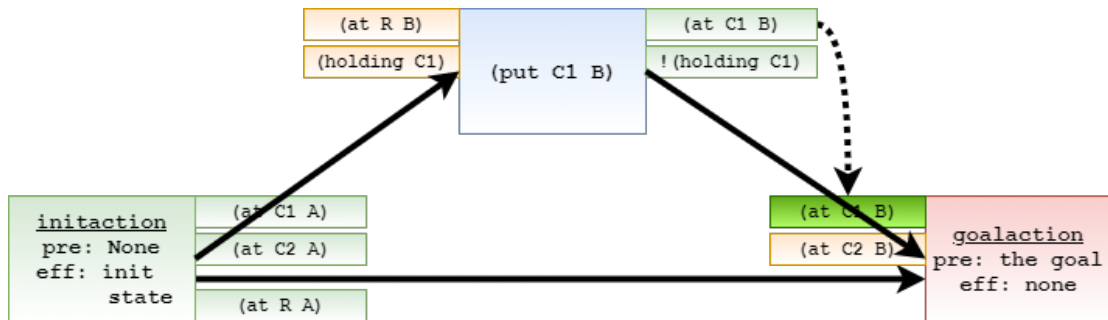 (at R B)
(holding C1)
(put C1 B)
(at C1 B)
!(holding C1)
initaction
pre: None
eff: init
state
(at C1 A)
(at C2 A)
(at R A)
(at C1 B)
(at C2 B)
goalaction
pre: the goal
eff: none